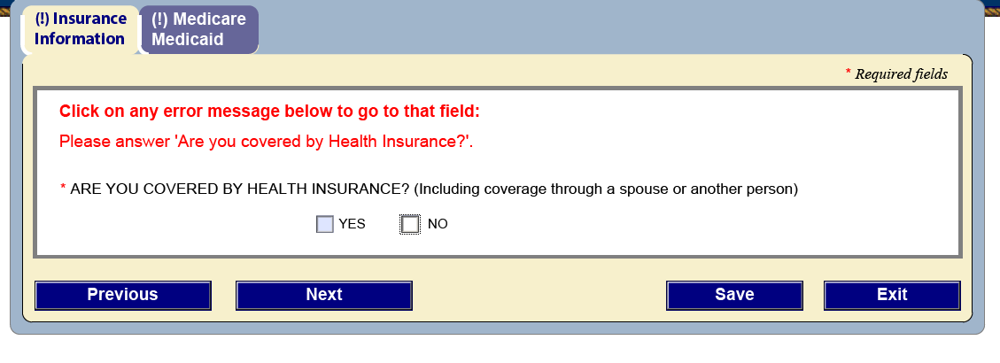 (!) Insurance
Information
(!) Medicare
Medicaid
* Required fields
Click on any error message below to go to that field:
Please answer 'Are you covered by Health Insurance?'.
* ARE YOU COVERED BY HEALTH INSURANCE? (Including coverage through a spouse or another person)
YES NO
Previous Next Save Exit